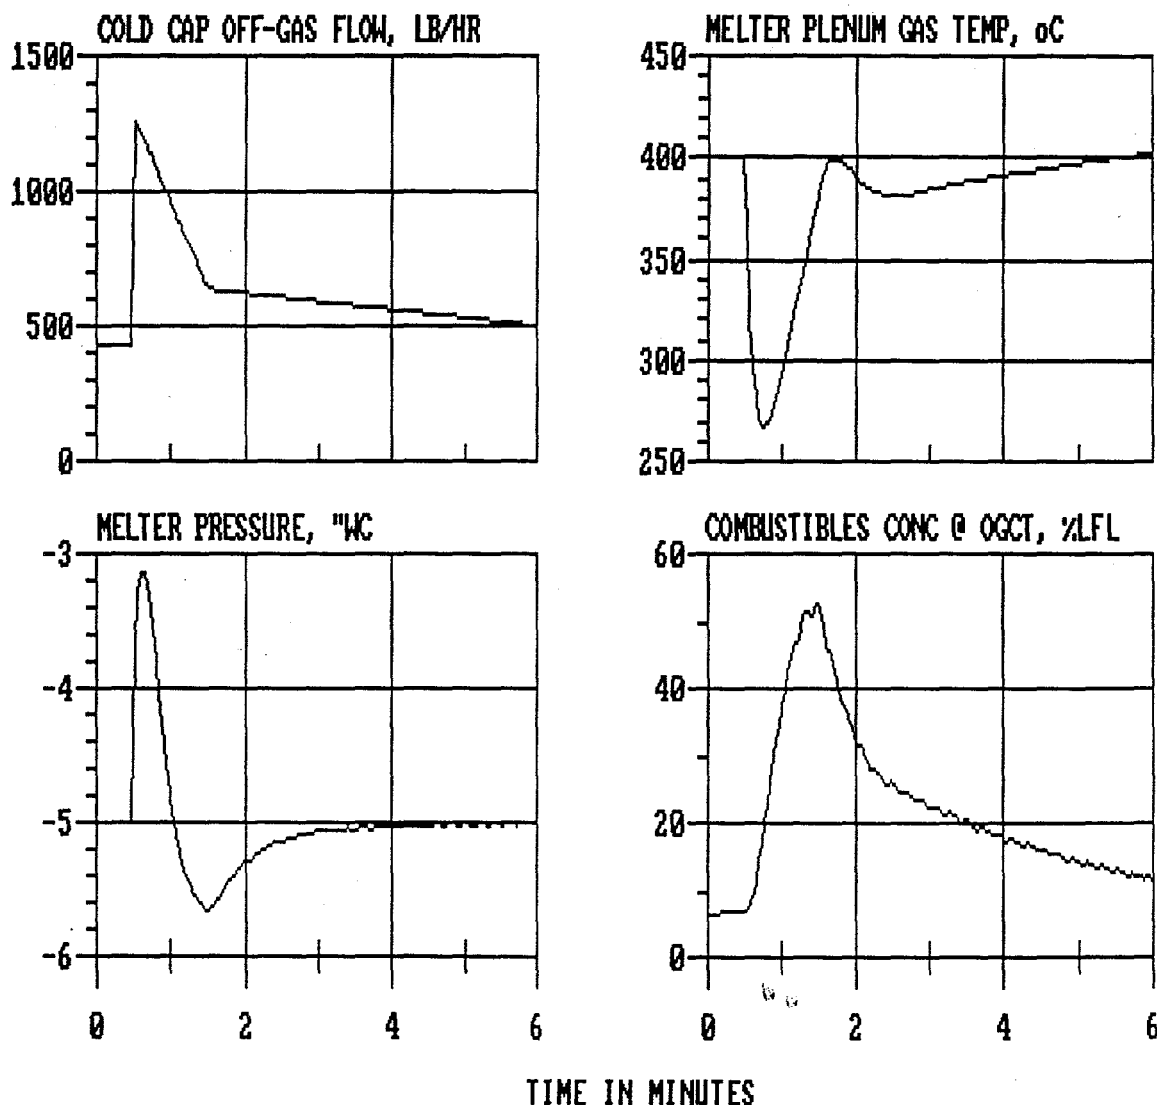 COLD CAP OFF-GAS FLOW, LB/HR
1500
1000
500
0
MELTER PLENUM GAS TEMP, oC
450
400
350
300
250
MELTER PRESSURE, "WC
-3
-4
-5
-6
0 2 4 6
COMBUSTIBLES CONC @ OGCT, %LFL
60
40
20
0
0 2 4 6
TIME IN MINUTES